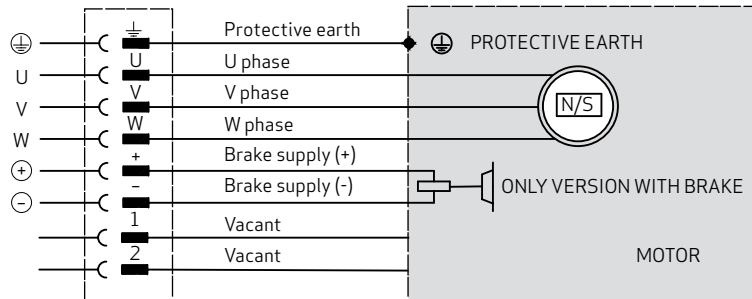 ⏚ Protective earth PROTECTIVE EARTH
U U U phase
V V V phase N/S
W W W phase
+ + Brake supply (+)
− − Brake supply (-) ONLY VERSION WITH BRAKE
1 Vacant
2 Vacant MOTOR